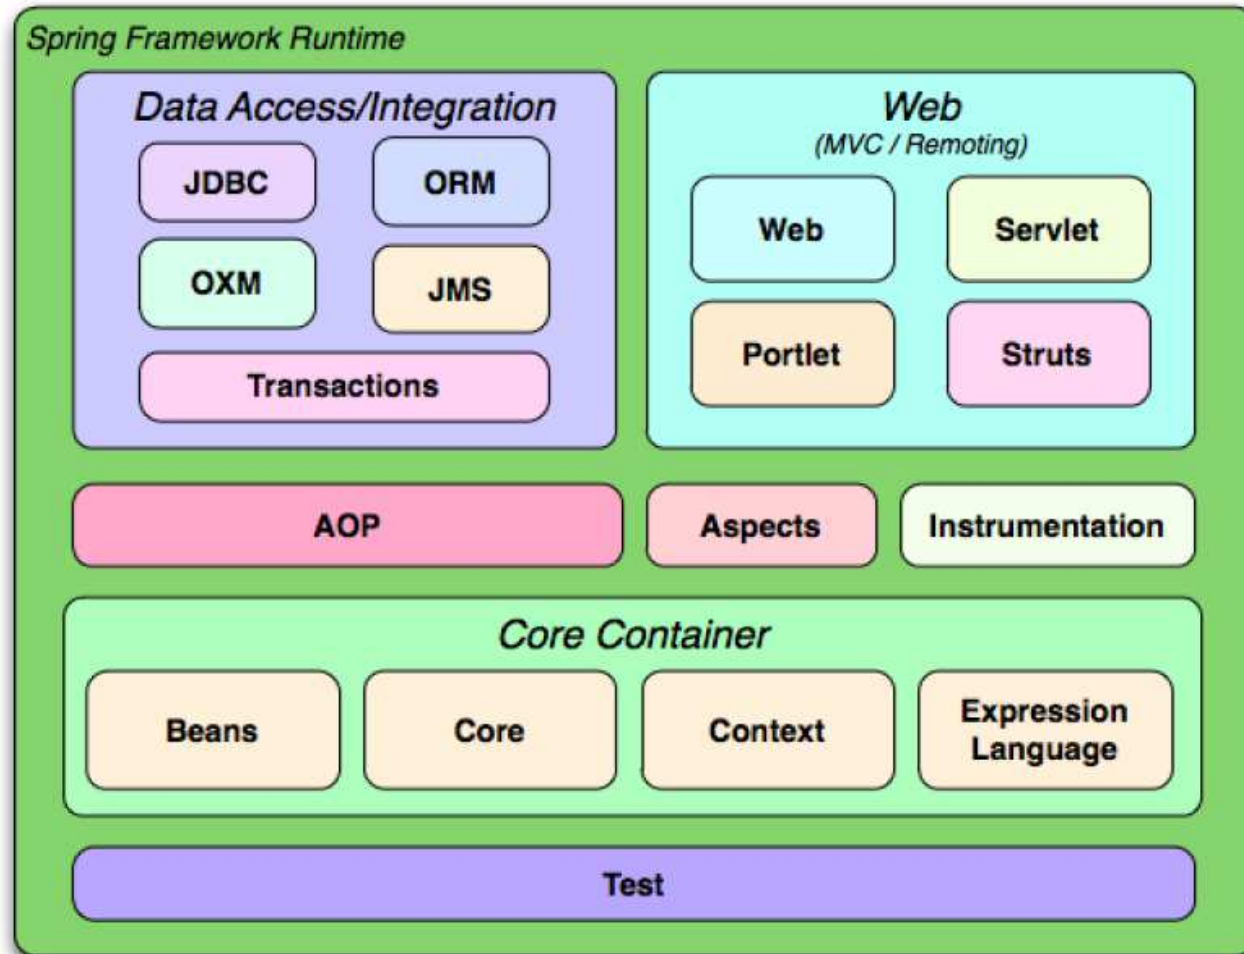 Spring Framework Runtime
Data Access/Integration
JDBC
ORM
OXM
JMS
Transactions
Web
(MVC / Remoting)
Web
Servlet
Portlet
Struts
AOP
Aspects
Instrumentation
Core Container
Beans
Core
Context
Expression
Language
Test